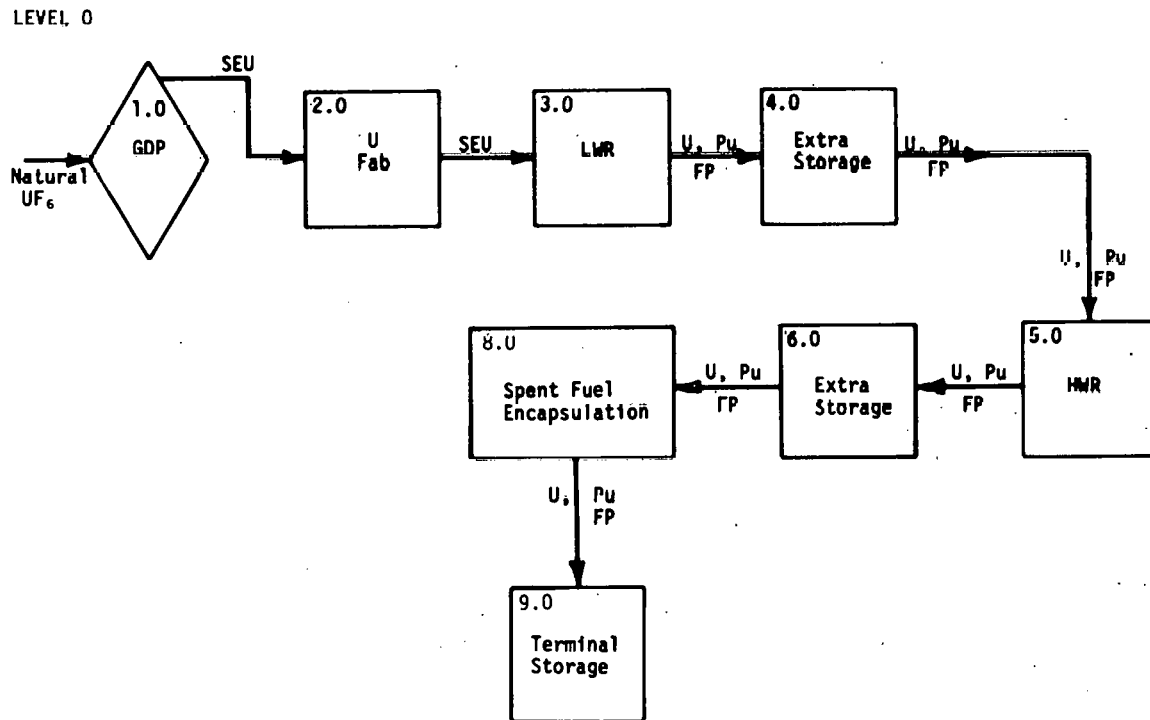 LEVEL 0
SEU
1.0
GDP
Natural
UF₆
2.0
U
Fab
SEU
3.0
LWR
U, Pu
FP
4.0
Extra
Storage
U, Pu
FP
U, Pu
FP
5.0
HWR
U, Pu
FP
6.0
Extra
Storage
U, Pu
FP
8.0
Spent Fuel
Encapsulation
U, Pu
FP
9.0
Terminal
Storage